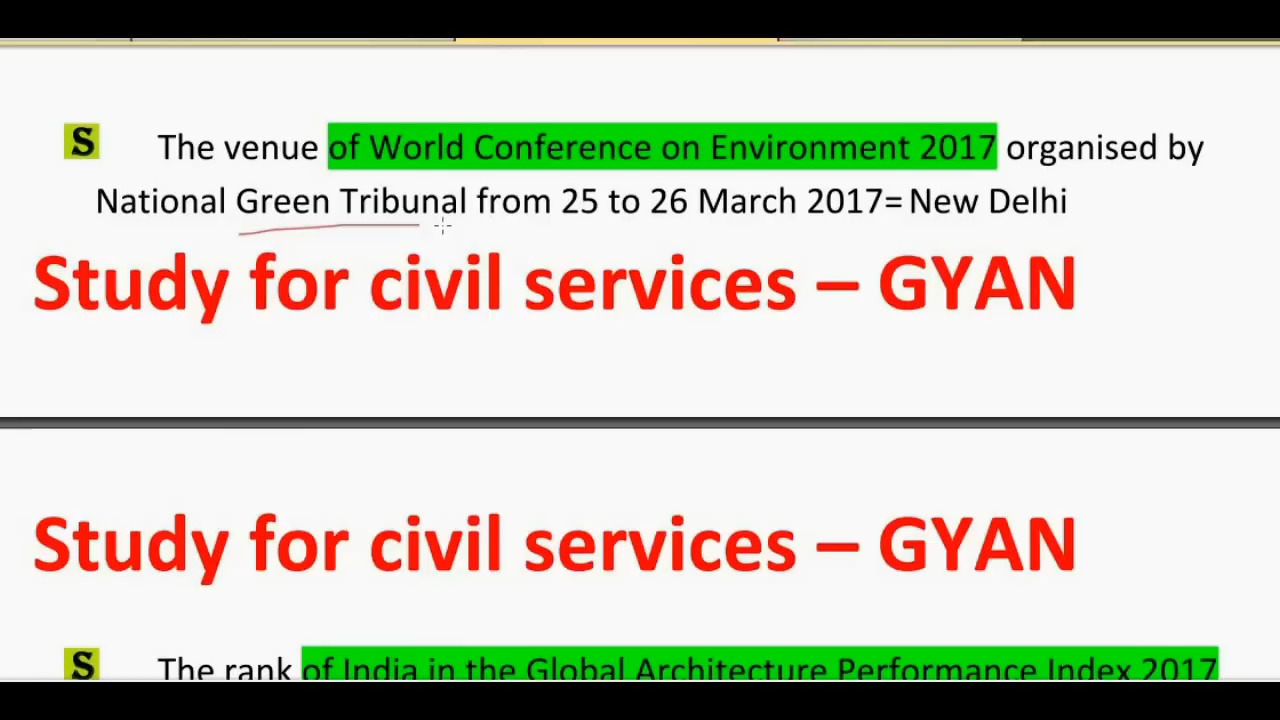 S The venue of World Conference on Environment 2017 organised by
National Green Tribunal from 25 to 26 March 2017= New Delhi
Study for civil services – GYAN
Study for civil services – GYAN
S The rank of India in the Global Architecture Performance Index 2017